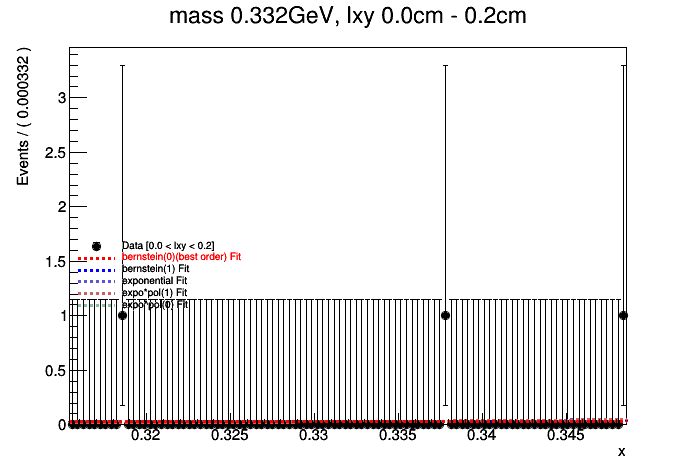 mass 0.332GeV, lxy 0.0cm - 0.2cm
Events / ( 0.000332 )
3
2.5
2
1.5
1
0.5
0
Data [0.0 < lxy < 0.2]
bernstein(0)(best order) Fit
bernstein(1) Fit
exponential Fit
expo*pol(1) Fit
expo*pol(0) Fit
0.32 0.325 0.33 0.335 0.34 0.345
x